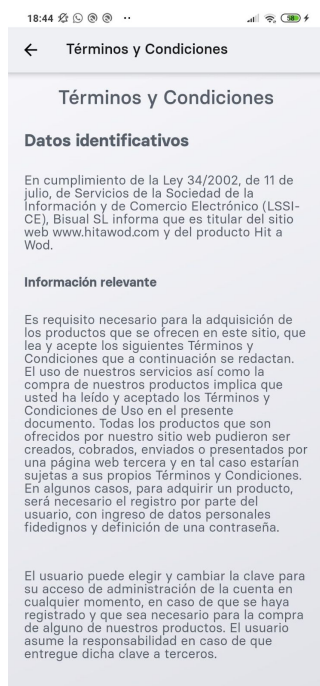 18:44
58
Términos y Condiciones
Términos y Condiciones
Datos identificativos
En cumplimiento de la Ley 34/2002, de 11 de
julio, de Servicios de la Sociedad de la
Información y de Comercio Electrónico (LSSI-
CE), Bisual SL informa que es titular del sitio
web www.hitawod.com y del producto Hit a
Wod.
Información relevante
Es requisito necesario para la adquisición de
los productos que se ofrecen en este sitio, que
lea y acepte los siguientes Términos y
Condiciones que a continuación se redactan.
El uso de nuestros servicios así como la
compra de nuestros productos implica que
usted ha leído y aceptado los Términos y
Condiciones de Uso en el presente
documento. Todas los productos que son
ofrecidos por nuestro sitio web pudieron ser
creados, cobrados, enviados o presentados por
una página web tercera y en tal caso estarían
sujetas a sus propios Términos y Condiciones.
En algunos casos, para adquirir un producto,
será necesario el registro por parte del
usuario, con ingreso de datos personales
fidedignos y definición de una contraseña.
El usuario puede elegir y cambiar la clave para
su acceso de administración de la cuenta en
cualquier momento, en caso de que se haya
registrado y que sea necesario para la compra
de alguno de nuestros productos. El usuario
asume la responsabilidad en caso de que
entregue dicha clave a terceros.